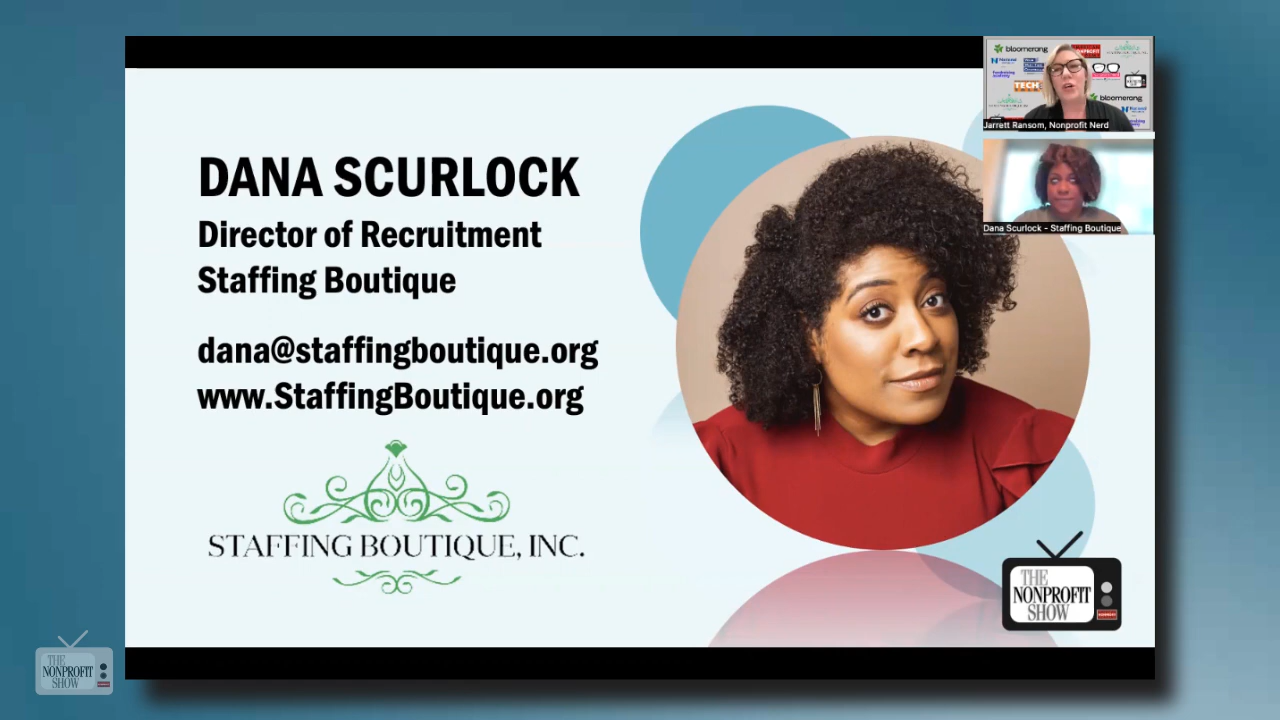 DANA SCURLOCK
Director of Recruitment
Staffing Boutique
dana@staffingboutique.org
www.StaffingBoutique.org
STAFFING BOUTIQUE, INC.
bloomerang
TECH
bloomerang
Jarrett Ransom, Nonprofit Nerd
Dana Scurlock - Staffing Boutique
THE
NONPROFIT
SHOW
THE
NONPROFIT
SHOW